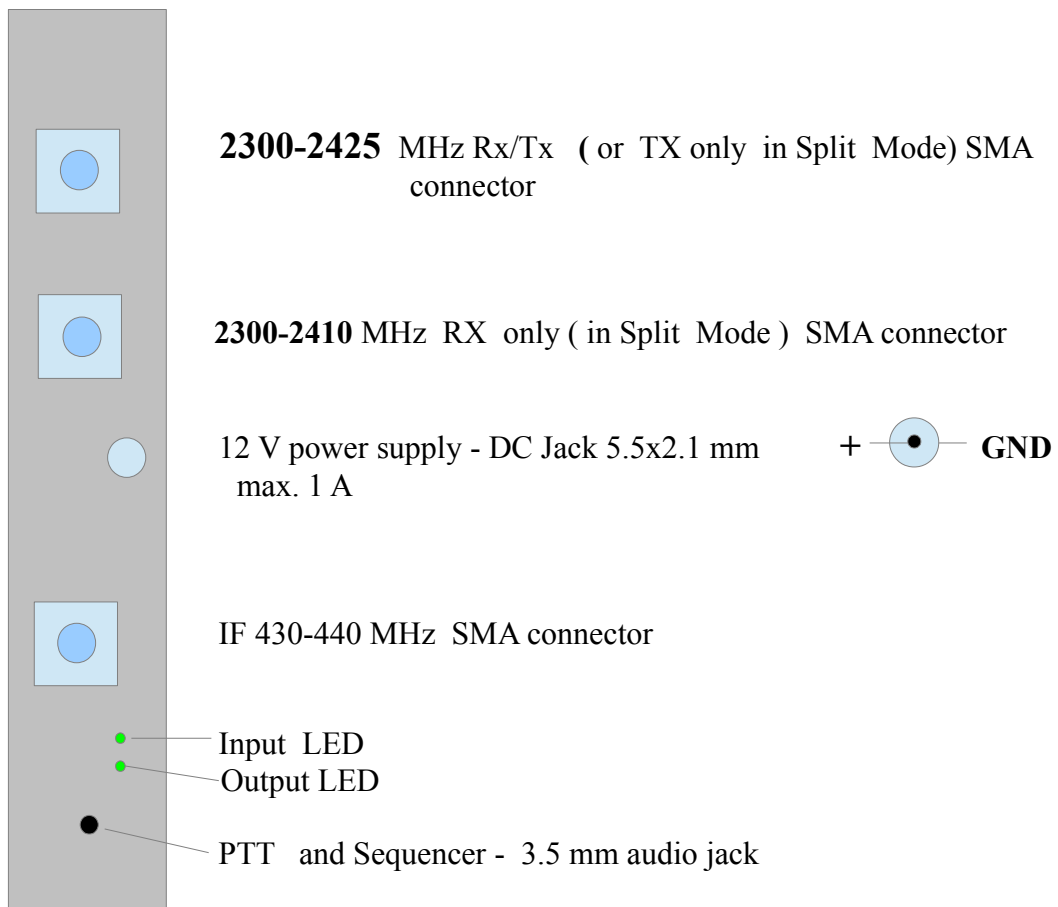 2300-2425 MHz Rx/Tx ( or TX only in Split Mode) SMA
connector
2300-2410 MHz RX only ( in Split Mode ) SMA connector
12 V power supply - DC Jack 5.5x2.1 mm
max. 1 A
+ GND
IF 430-440 MHz SMA connector
Input LED
Output LED
PTT and Sequencer - 3.5 mm audio jack